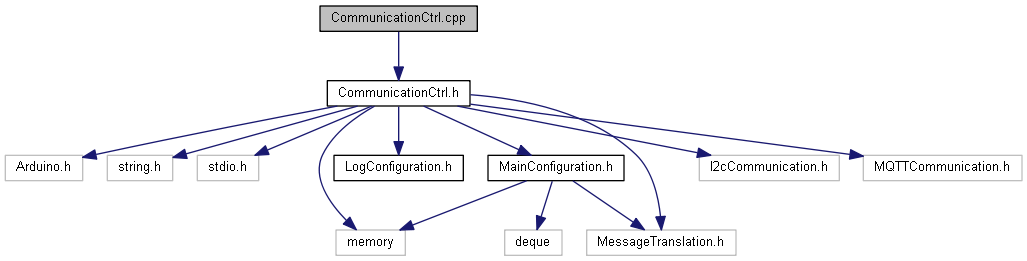 CommunicationCtrl.cpp
CommunicationCtrl.h
Arduino.h
string.h
stdio.h
LogConfiguration.h
MainConfiguration.h
I2cCommunication.h
MQTTCommunication.h
memory
deque
MessageTranslation.h